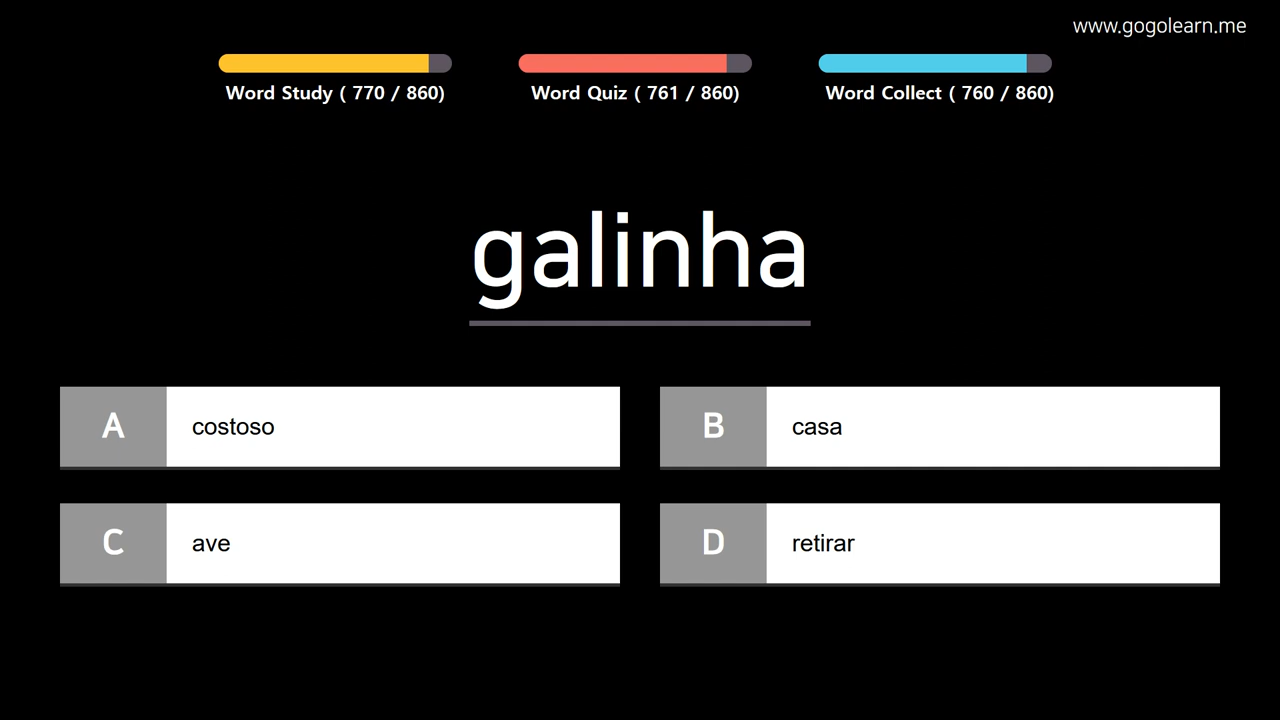 www.gogolearn.me
Word Study ( 770 / 860)
Word Quiz ( 761 / 860)
Word Collect ( 760 / 860)
galinha
A costoso
B casa
C ave
D retirar